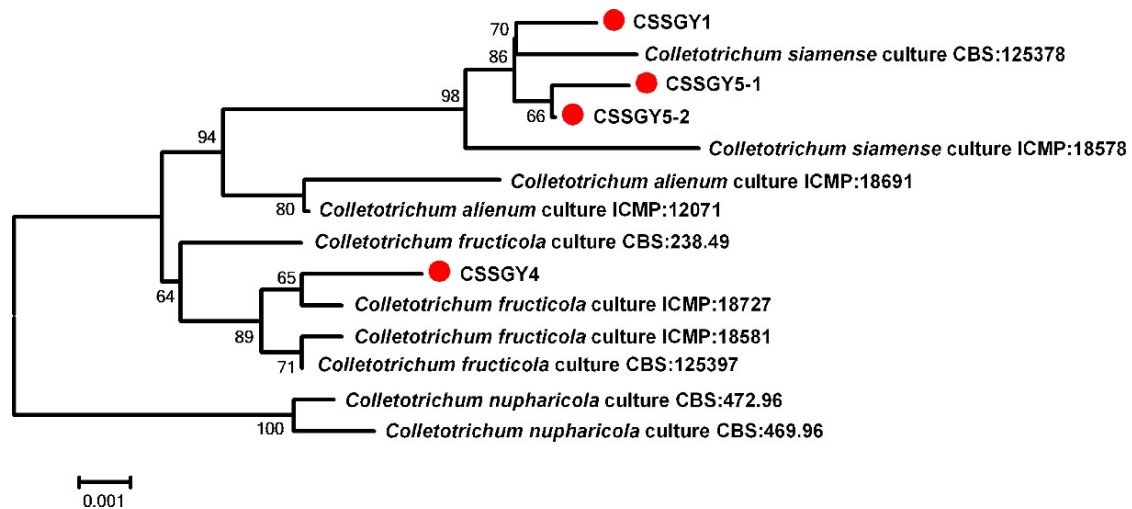 CSSGY1
70
Colletotrichum siamense culture CBS:125378
86
CSSGY5-1
98
66
CSSGY5-2
94
Colletotrichum siamense culture ICMP:18578
Colletotrichum alienum culture ICMP:18691
80
Colletotrichum alienum culture ICMP:12071
Colletotrichum fructicola culture CBS:238.49
CSSGY4
65
64
Colletotrichum fructicola culture ICMP:18727
89
Colletotrichum fructicola culture ICMP:18581
71
Colletotrichum fructicola culture CBS:125397
Colletotrichum nupharicola culture CBS:472.96
100
Colletotrichum nupharicola culture CBS:469.96
0.001